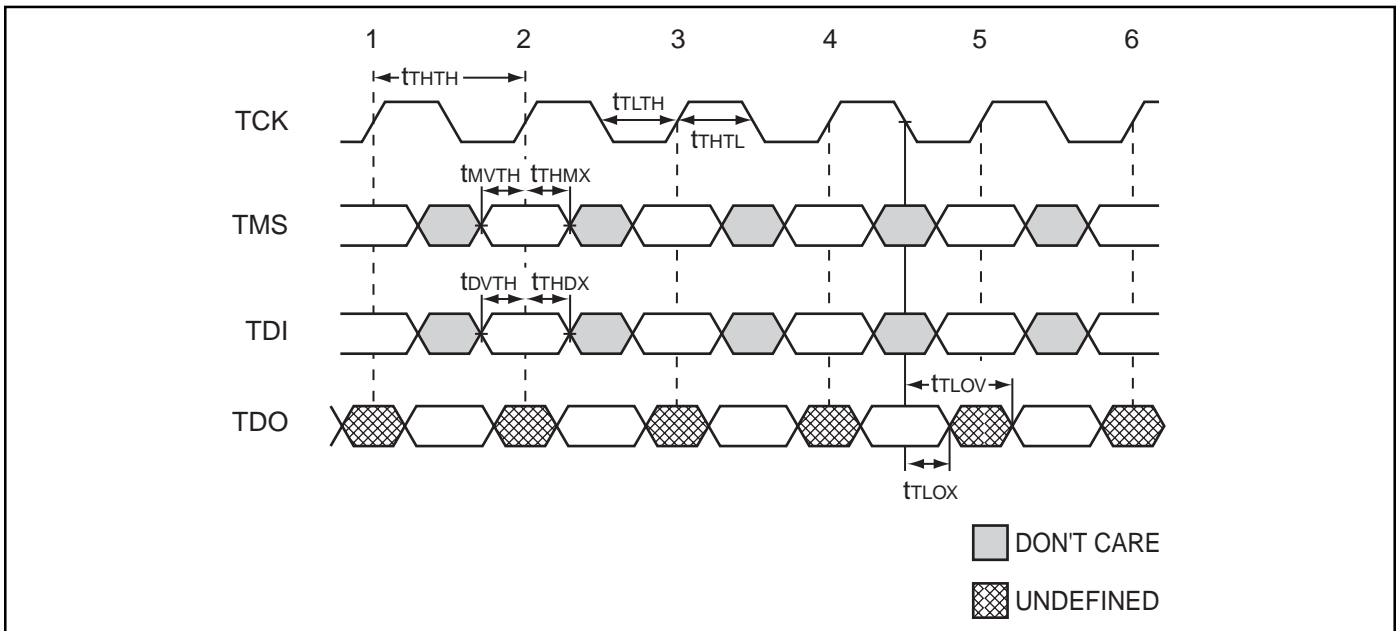 1 2 3 4 5 6
tTHTH
TCK
tTLTH
tTHTL
tMVTH tTHMX
TMS
tDVTH tTHDX
TDI
tTLOV
TDO
tTLOX
DON'T CARE
UNDEFINED